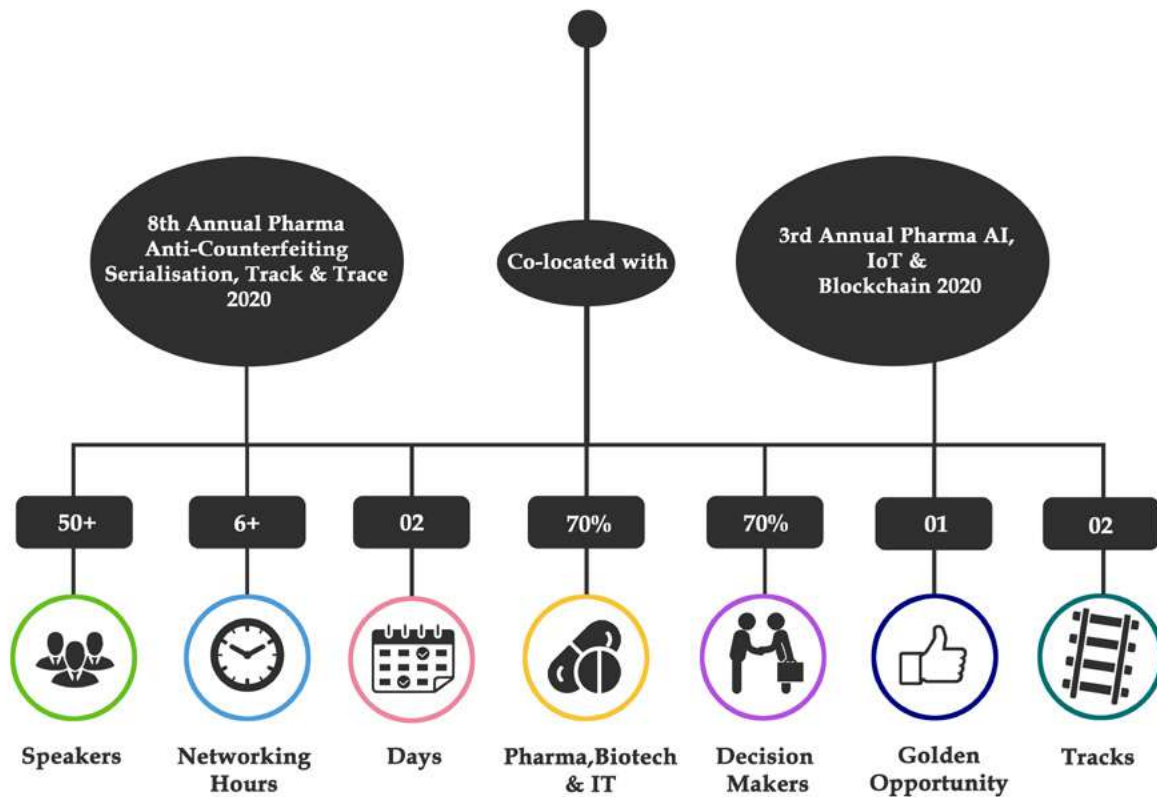 8th Annual Pharma
Anti-Counterfeiting
Serialisation, Track & Trace
2020
Co-located with
3rd Annual Pharma AI,
IoT &
Blockchain 2020
50+
6+
02
70%
70%
01
02
Speakers
Networking
Hours
Days
Pharma,Biotech
& IT
Decision
Makers
Golden
Opportunity
Tracks